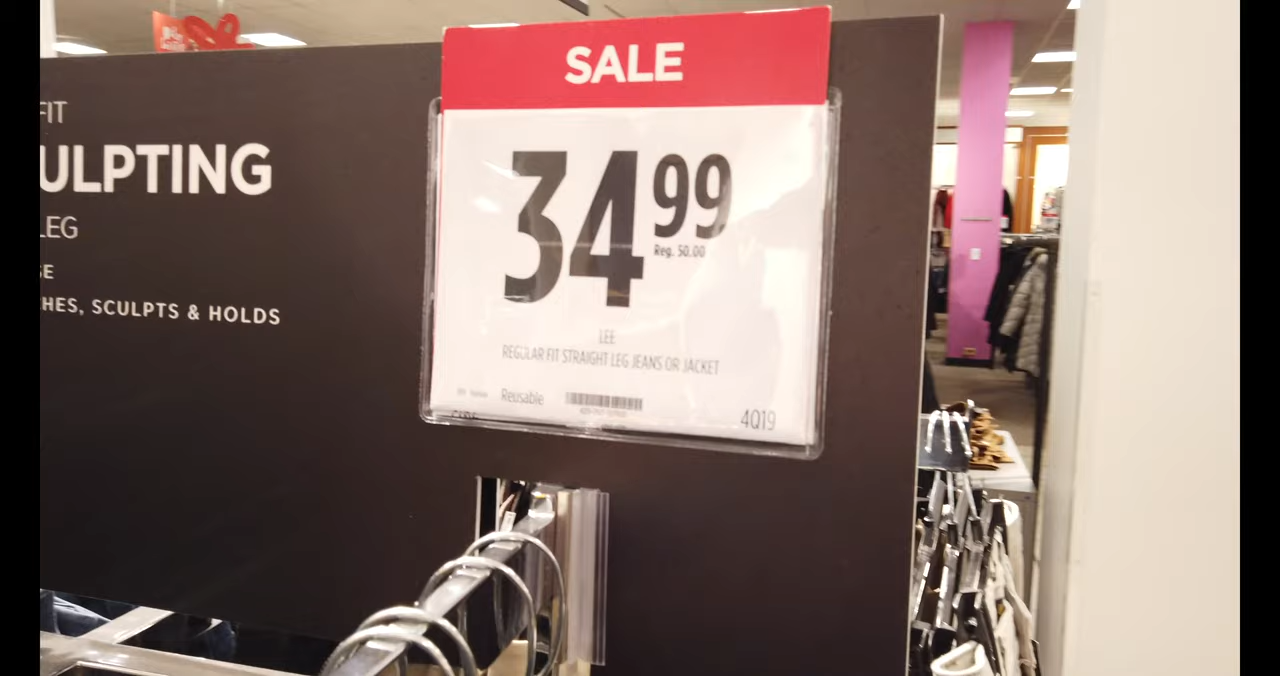 FIT
ULPTING
LEG
SE
HES, SCULPTS & HOLDS
SALE
34 99
Reg. 50.00
LEE
REGULAR FIT STRAIGHT LEG JEANS OR JACKET
Reusable
4Q19